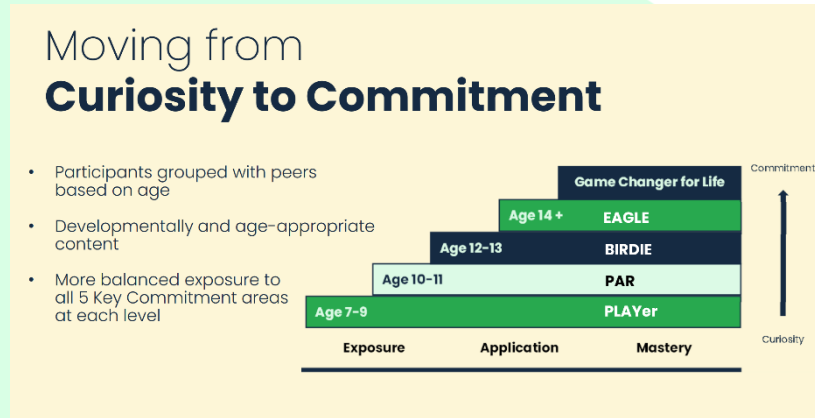 Moving from
Curiosity to Commitment
• Participants grouped with peers
based on age
• Developmentally and age-appropriate
content
• More balanced exposure to
all 5 Key Commitment areas
at each level
Commitment
Game Changer for Life
Age 14 + EAGLE
Age 12-13 BIRDIE
Age 10-11 PAR
Age 7-9 PLAYer
Curiosity
Exposure Application Mastery